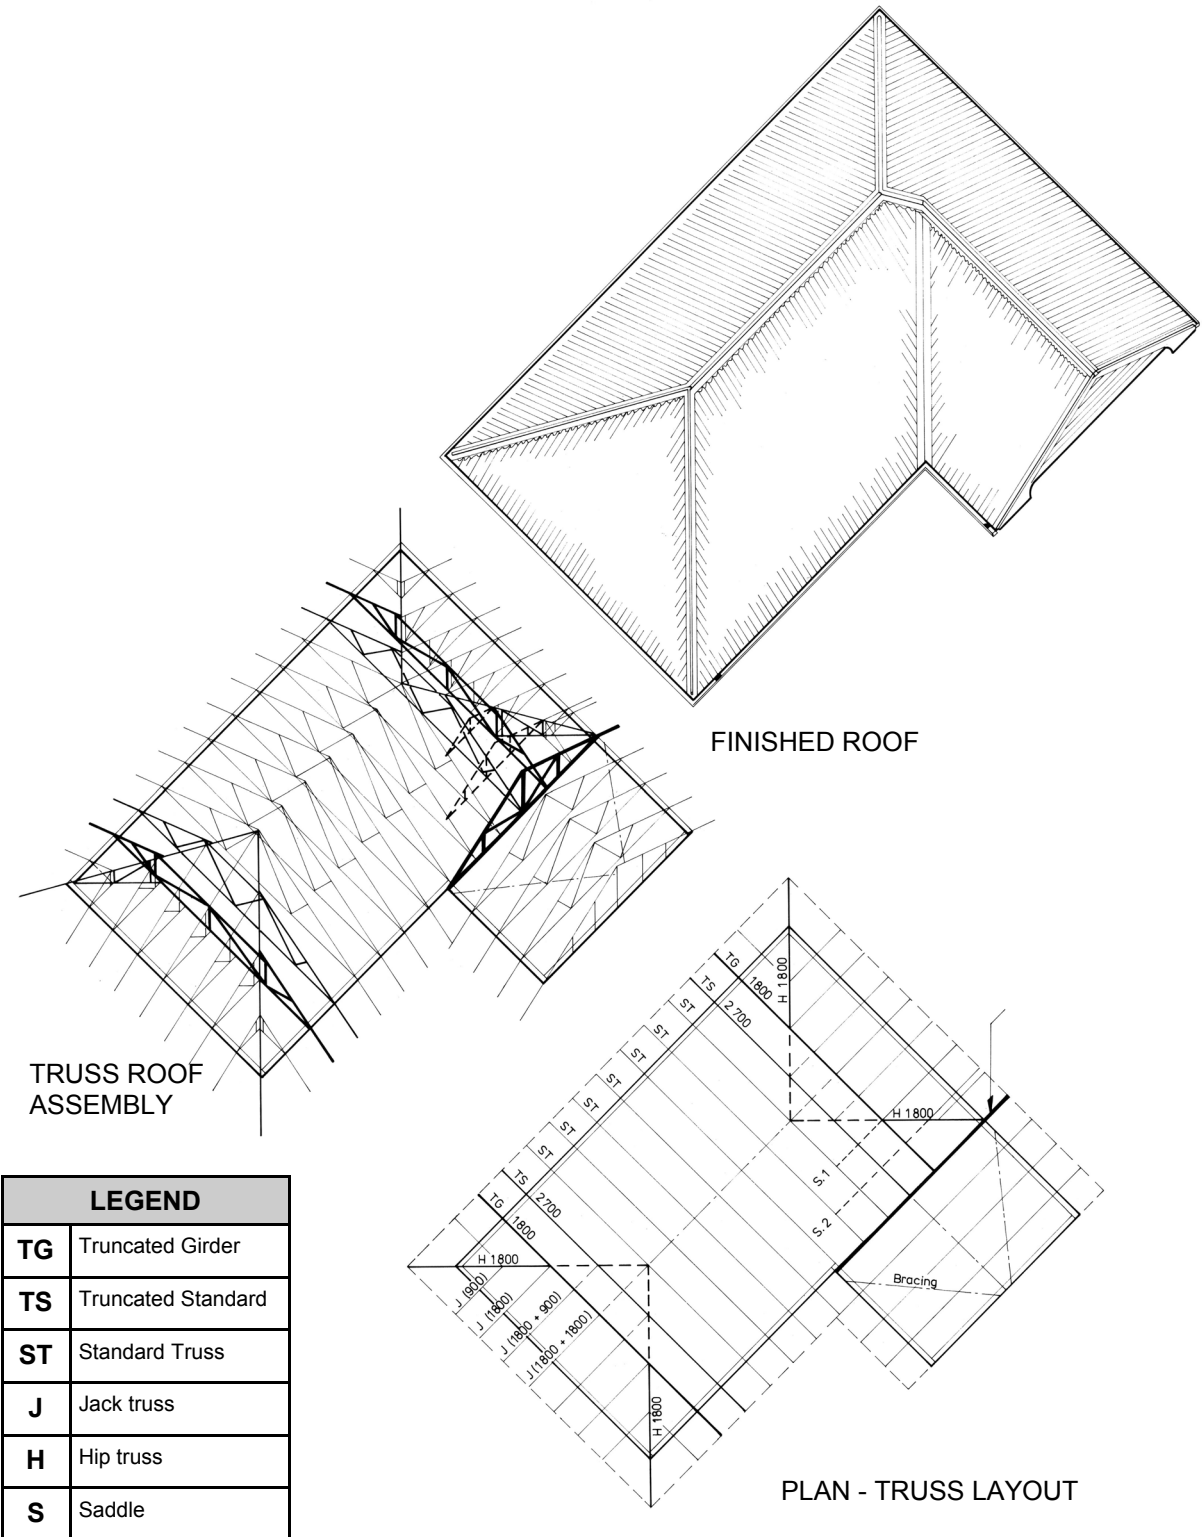 FINISHED ROOF
TRUSS ROOF
ASSEMBLY
TG
1800
H 1800
TS
2700
ST
ST
ST
ST
ST
ST
TS
2700
TG
1800
H 1800
H 1800
S.1
S.2
J (900)
J (1800)
J (1800 + 900)
J (1800 + 1800)
H 1800
Bracing
PLAN - TRUSS LAYOUT
LEGEND
TG Truncated Girder
TS Truncated Standard
ST Standard Truss
J Jack truss
H Hip truss
S Saddle